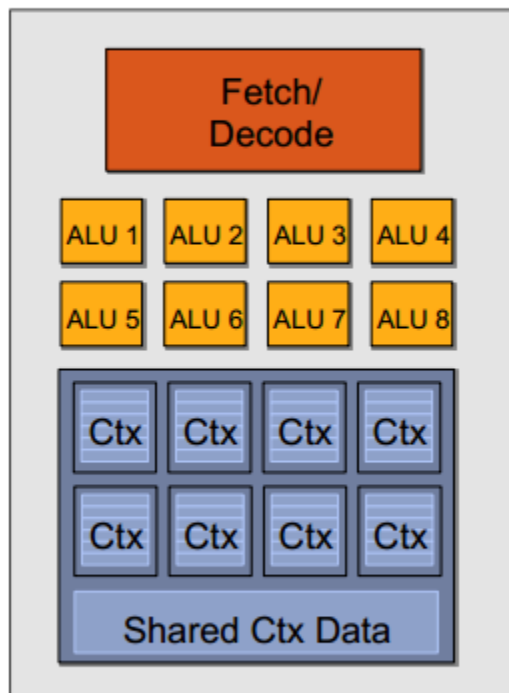 Fetch/
Decode
ALU 1 ALU 2 ALU 3 ALU 4
ALU 5 ALU 6 ALU 7 ALU 8
Ctx Ctx Ctx Ctx
Ctx Ctx Ctx Ctx
Shared Ctx Data